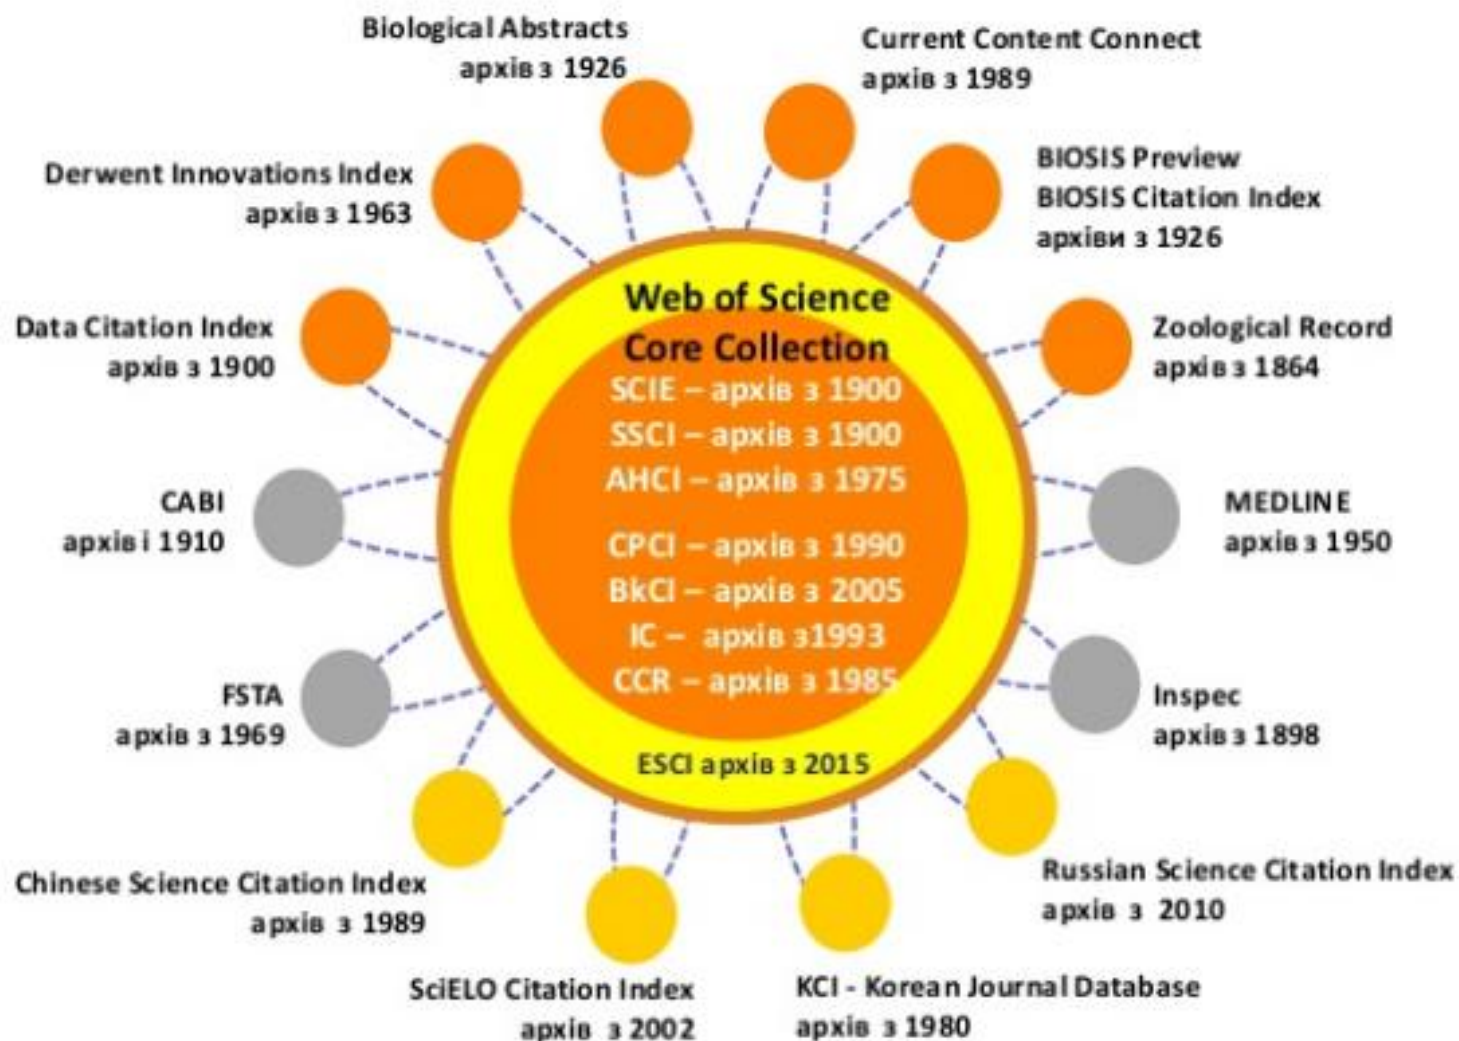 Biological Abstracts
архів з 1926
Current Content Connect
архів з 1989
Derwent Innovations Index
архів з 1963
BIOSIS Preview
BIOSIS Citation Index
архіви з 1926
Data Citation Index
архів з 1900
Zoological Record
архів з 1864
CABI
архів і 1910
MEDLINE
архів з 1950
FSTA
архів з 1969
Inspec
архів з 1898
Chinese Science Citation Index
архів з 1989
Russian Science Citation Index
архів з 2010
SciELO Citation Index
архів з 2002
KCI - Korean Journal Database
архів з 1980
Web of Science
Core Collection
SCIE – архів з 1900
SSCI – архів з 1900
AHCI – архів з 1975
CPCI – архів з 1990
BkCI – архів з 2005
IC – архів з1993
CCR – архів з 1985
ESCI архів з 2015